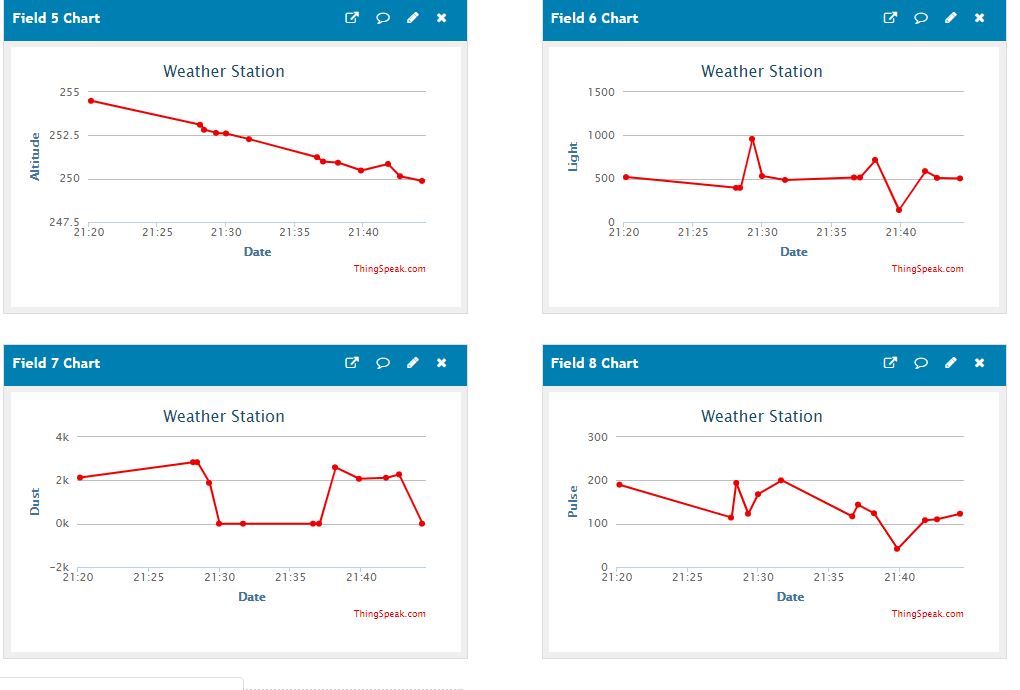 Field 5 Chart
Weather Station
255
252.5
250
247.5
Altitude
21:20 21:25 21:30 21:35 21:40
Date
ThingSpeak.com
Field 6 Chart
Weather Station
1500
1000
500
0
Light
21:20 21:25 21:30 21:35 21:40
Date
ThingSpeak.com
Field 7 Chart
Weather Station
4k
2k
0k
−2k
Dust
21:20 21:25 21:30 21:35 21:40
Date
ThingSpeak.com
Field 8 Chart
Weather Station
300
200
100
0
Pulse
21:20 21:25 21:30 21:35 21:40
Date
ThingSpeak.com